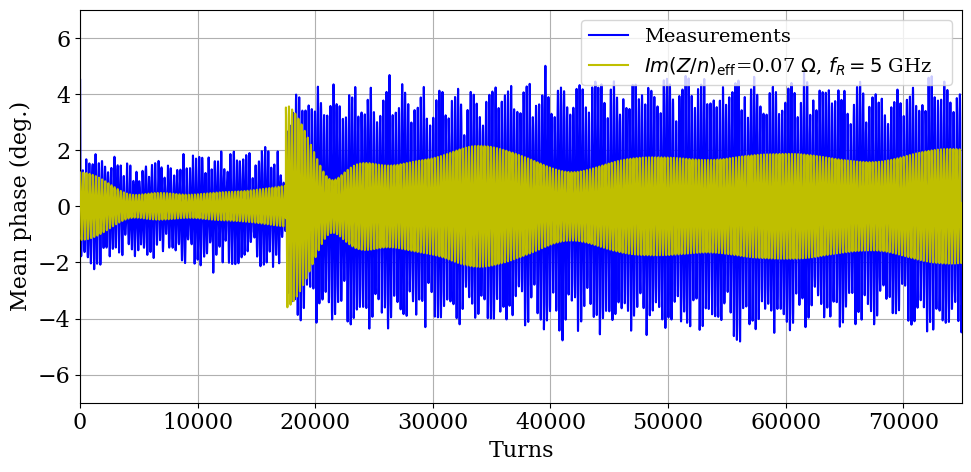 Measurements
Im(Z/n)eff=0.07 Ω, fR = 5 GHz
Mean phase (deg.)
6
4
2
0
−2
−4
−6
0 10000 20000 30000 40000 50000 60000 70000
Turns